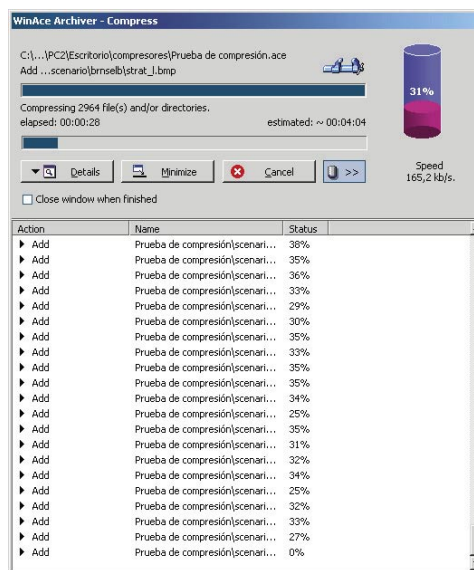 WinAce Archiver - Compress
C:\...\PC2\Escritorio\compresores\Prueba de compresión.ace
Add ...scenario\brnselb\strat_l.bmp
31%
Compressing 2964 file(s) and/or directories.
elapsed: 00:00:28 estimated: ~ 00:04:04
Details Minimize Cancel >>
Speed
165,2 kb/s.
Close window when finished
Action Name Status
Add Prueba de compresión\scenari... 38%
Add Prueba de compresión\scenari... 35%
Add Prueba de compresión\scenari... 36%
Add Prueba de compresión\scenari... 33%
Add Prueba de compresión\scenari... 29%
Add Prueba de compresión\scenari... 30%
Add Prueba de compresión\scenari... 35%
Add Prueba de compresión\scenari... 33%
Add Prueba de compresión\scenari... 35%
Add Prueba de compresión\scenari... 35%
Add Prueba de compresión\scenari... 34%
Add Prueba de compresión\scenari... 25%
Add Prueba de compresión\scenari... 35%
Add Prueba de compresión\scenari... 31%
Add Prueba de compresión\scenari... 32%
Add Prueba de compresión\scenari... 34%
Add Prueba de compresión\scenari... 25%
Add Prueba de compresión\scenari... 32%
Add Prueba de compresión\scenari... 33%
Add Prueba de compresión\scenari... 27%
Add Prueba de compresión\scenari... 0%